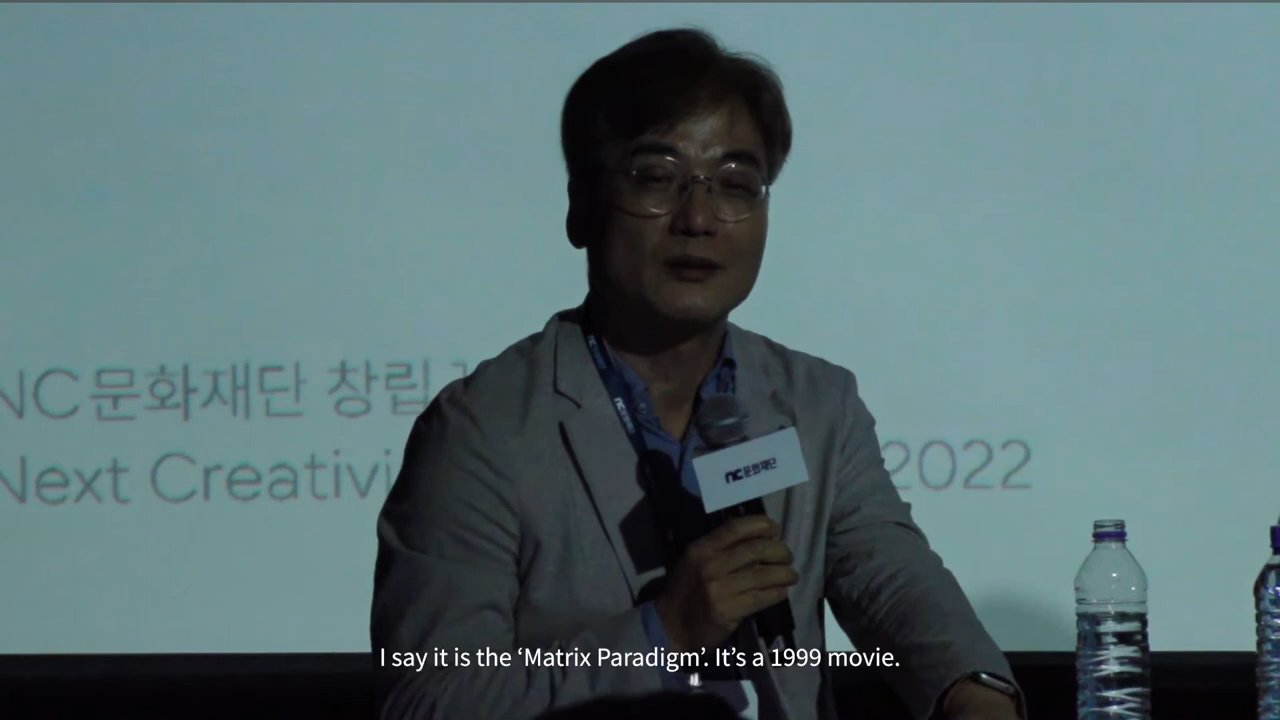 NC문화재단 창립
Next Creativi
2022
nc문화재단
I say it is the ‘Matrix Paradigm’. It’s a 1999 movie.